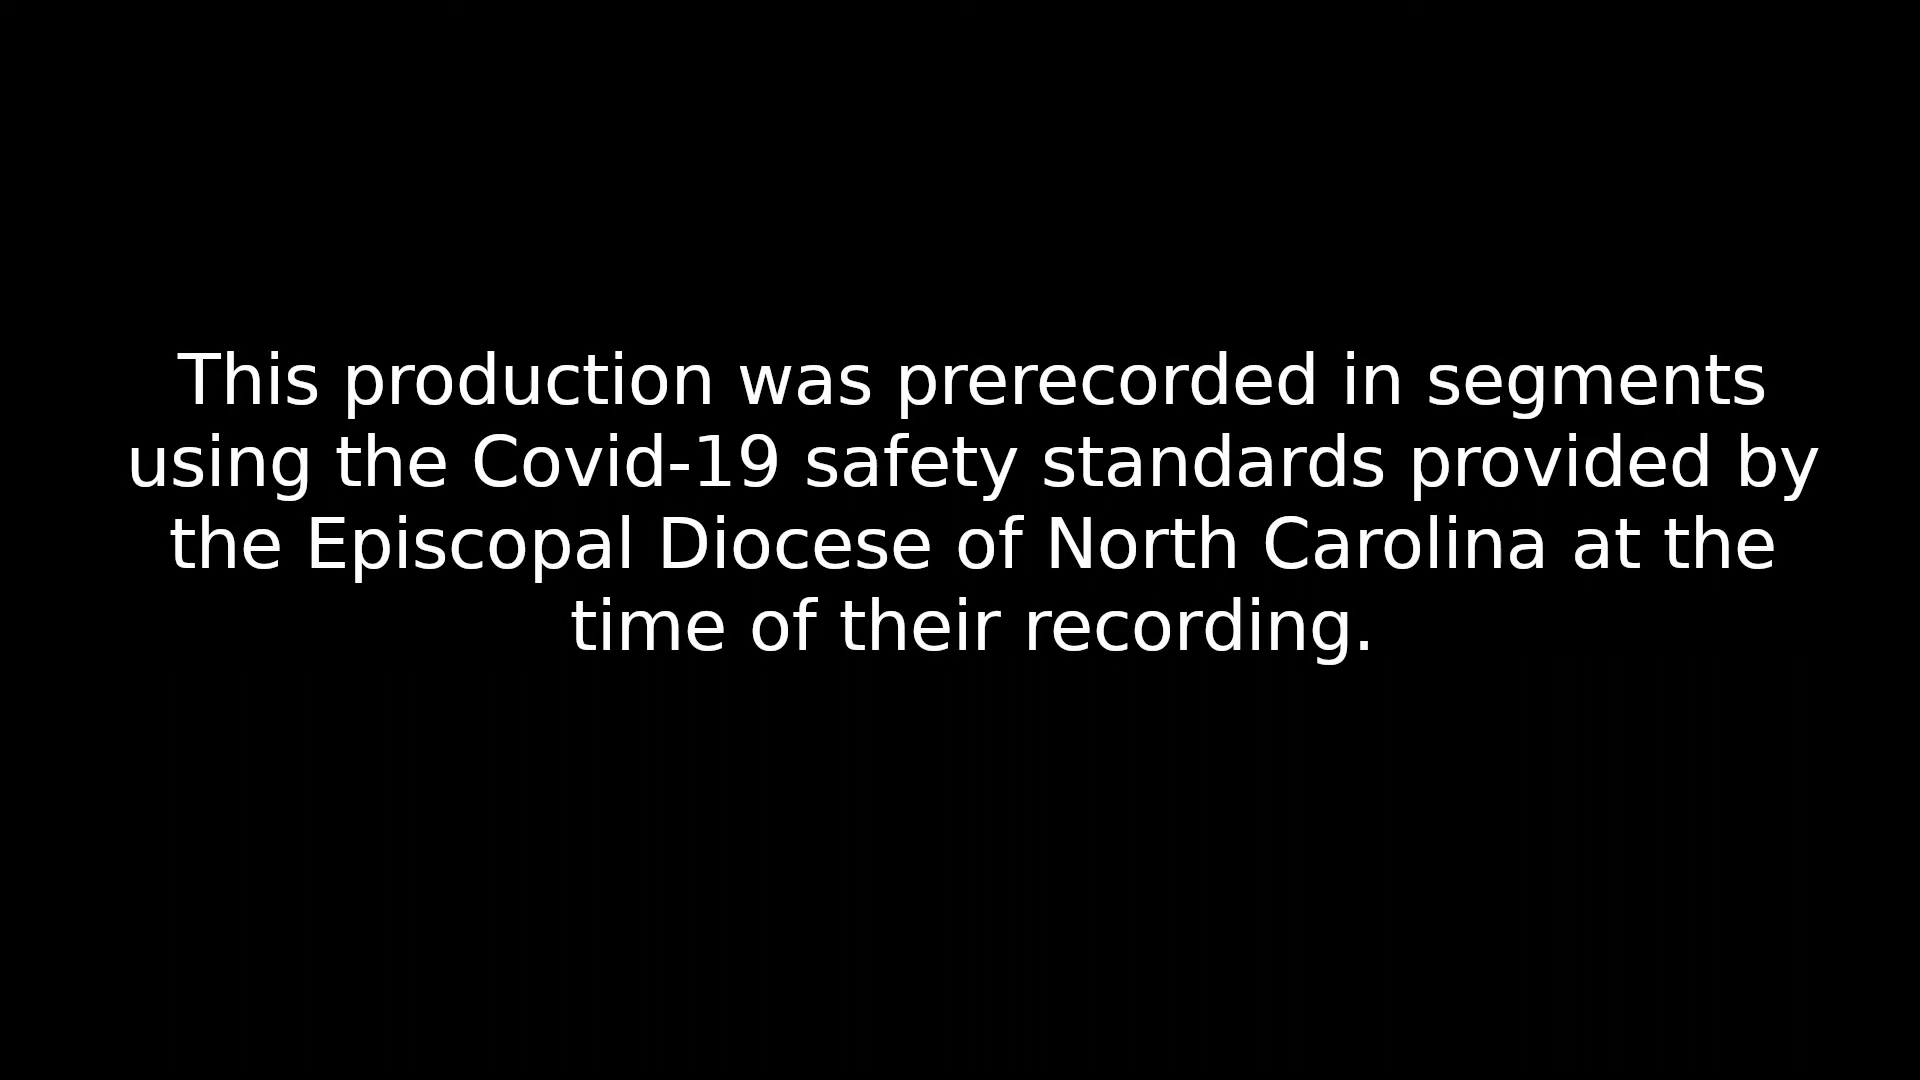 This production was prerecorded in segments
using the Covid-19 safety standards provided by
the Episcopal Diocese of North Carolina at the
time of their recording.